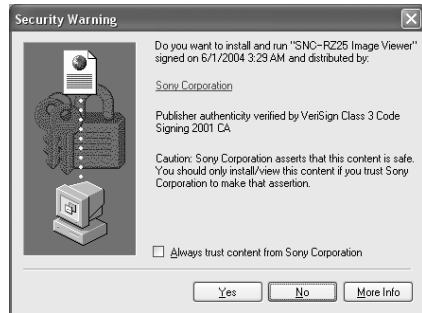 Security Warning
Do you want to install and run "SNC-RZ25 Image Viewer"
signed on 6/1/2004 3:29 AM and distributed by:
Sony Corporation
Publisher authenticity verified by VeriSign Class 3 Code
Signing 2001 CA
Caution: Sony Corporation asserts that this content is safe.
You should only install/view this content if you trust Sony
Corporation to make that assertion.
Always trust content from Sony Corporation
Yes
No
More Info